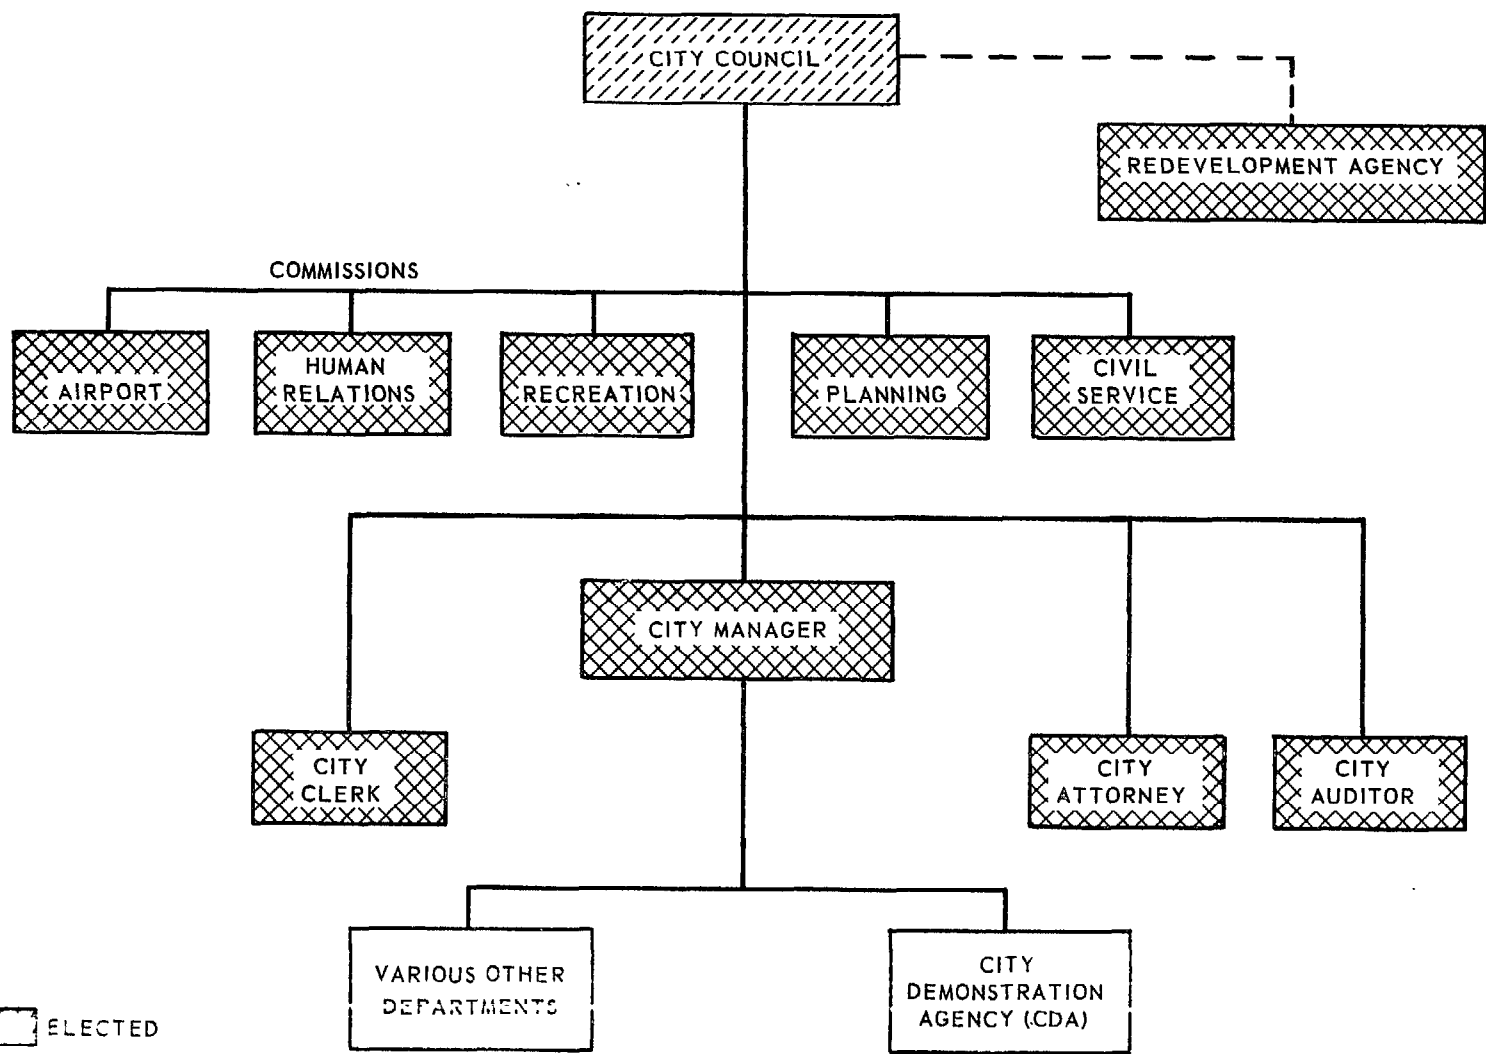 CITY COUNCIL
REDEVELOPMENT AGENCY
COMMISSIONS
AIRPORT
HUMAN
RELATIONS
RECREATION
PLANNING
CIVIL
SERVICE
CITY MANAGER
CITY
CLERK
CITY
ATTORNEY
CITY
AUDITOR
VARIOUS OTHER
DEPARTMENTS
CITY
DEMONSTRATION
AGENCY (.CDA)
ELECTED